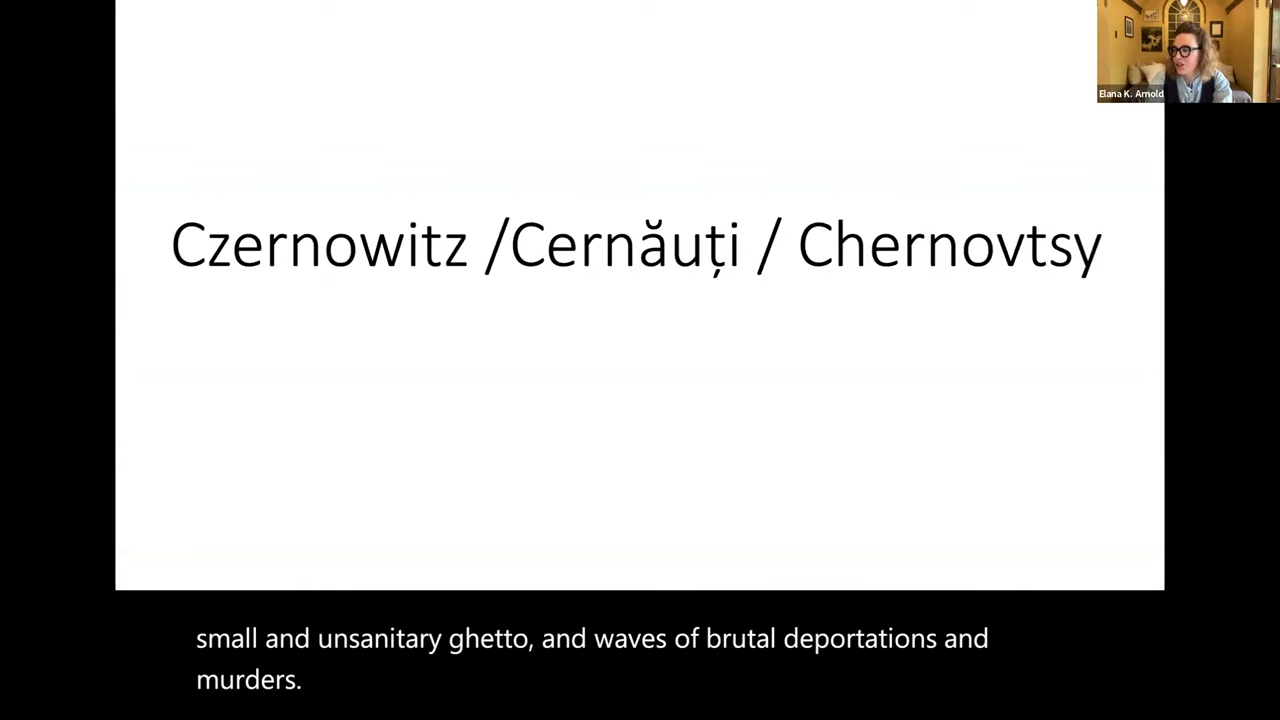 Elana K. Arnold
Czernowitz /Cernăuți / Chernovtsy
small and unsanitary ghetto, and waves of brutal deportations and
murders.